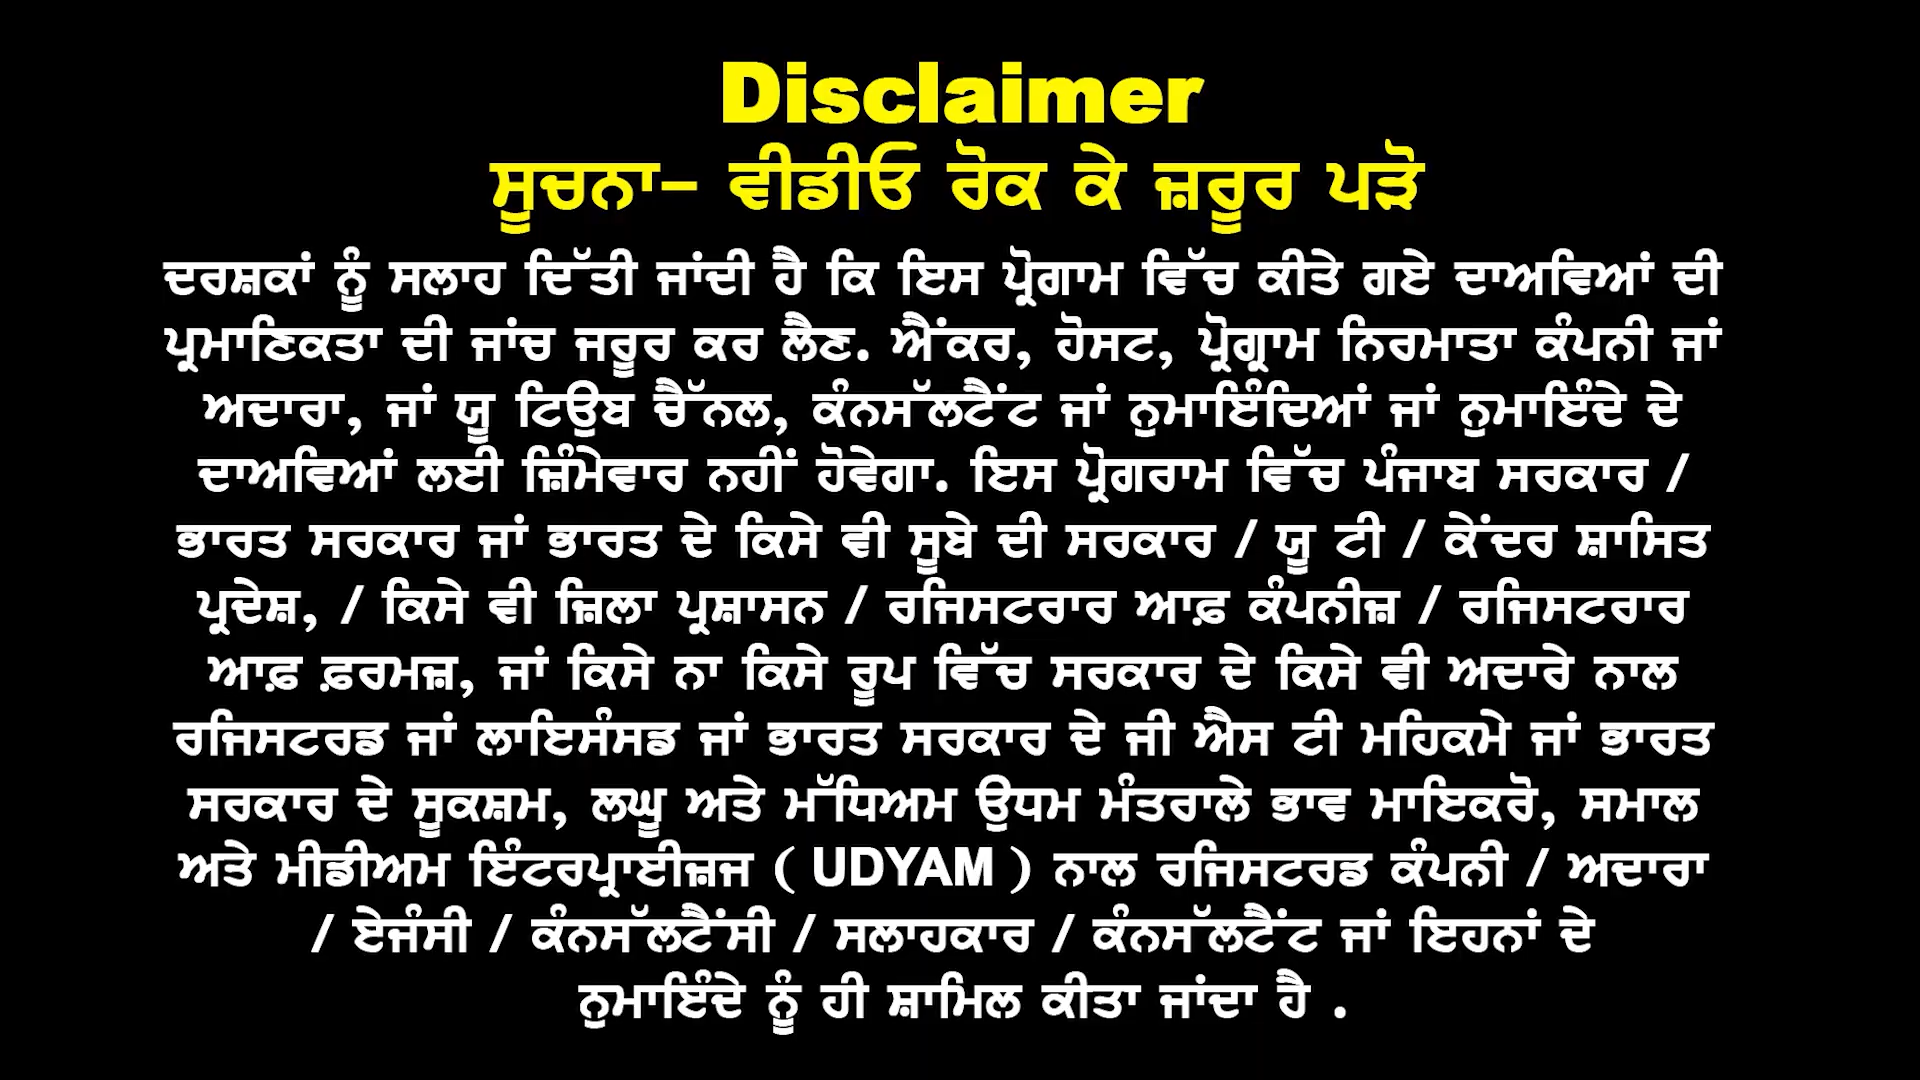 Disclaimer
ਸੂਚਨਾ- ਵੀਡੀਓ ਰੋਕ ਕੇ ਜ਼ਰੂਰ ਪੜੋ
ਦਰਸ਼ਕਾਂ ਨੂੰ ਸਲਾਹ ਦਿੱਤੀ ਜਾਂਦੀ ਹੈ ਕਿ ਇਸ ਪ੍ਰੋਗਾਮ ਵਿੱਚ ਕੀਤੇ ਗਏ ਦਾਅਵਿਆਂ ਦੀ
ਪ੍ਰਮਾਣਿਕਤਾ ਦੀ ਜਾਂਚ ਜਰੂਰ ਕਰ ਲੈਣ. ਐਂਕਰ, ਹੋਸਟ, ਪ੍ਰੋਗ੍ਰਾਮ ਨਿਰਮਾਤਾ ਕੰਪਨੀ ਜਾਂ
ਅਦਾਰਾ, ਜਾਂ ਯੂ ਟਿਉਬ ਚੈੱਨਲ, ਕੰਨਸੱਲਟੈਂਟ ਜਾਂ ਨੁਮਾਇੰਦਿਆਂ ਜਾਂ ਨੁਮਾਇੰਦੇ ਦੇ
ਦਾਅਵਿਆਂ ਲਈ ਜ਼ਿੰਮੇਵਾਰ ਨਹੀਂ ਹੋਵੇਗਾ. ਇਸ ਪ੍ਰੋਗਰਾਮ ਵਿੱਚ ਪੰਜਾਬ ਸਰਕਾਰ /
ਭਾਰਤ ਸਰਕਾਰ ਜਾਂ ਭਾਰਤ ਦੇ ਕਿਸੇ ਵੀ ਸੂਬੇ ਦੀ ਸਰਕਾਰ / ਯੂ ਟੀ / ਕੇਂਦਰ ਸ਼ਾਸਿਤ
ਪ੍ਰਦੇਸ਼, / ਕਿਸੇ ਵੀ ਜ਼ਿਲਾ ਪ੍ਰਸ਼ਾਸਨ / ਰਜਿਸਟਰਾਰ ਆਫ਼ ਕੰਪਨੀਜ਼ / ਰਜਿਸਟਰਾਰ
ਆਫ਼ ਫ਼ਰਮਜ਼, ਜਾਂ ਕਿਸੇ ਨਾ ਕਿਸੇ ਰੂਪ ਵਿੱਚ ਸਰਕਾਰ ਦੇ ਕਿਸੇ ਵੀ ਅਦਾਰੇ ਨਾਲ
ਰਜਿਸਟਰਡ ਜਾਂ ਲਾਇਸੰਸਡ ਜਾਂ ਭਾਰਤ ਸਰਕਾਰ ਦੇ ਜੀ ਐਸ ਟੀ ਮਹਿਕਮੇ ਜਾਂ ਭਾਰਤ
ਸਰਕਾਰ ਦੇ ਸੂਕਸ਼ਮ, ਲਘੂ ਅਤੇ ਮੱਧਿਅਮ ਉਧਮ ਮੰਤਰਾਲੇ ਭਾਵ ਮਾਇਕਰੋ, ਸਮਾਲ
ਅਤੇ ਮੀਡੀਅਮ ਇੰਟਰਪ੍ਰਾਈਜ਼ਜ ( UDYAM ) ਨਾਲ ਰਜਿਸਟਰਡ ਕੰਪਨੀ / ਅਦਾਰਾ
/ ਏਜੰਸੀ / ਕੰਨਸੱਲਟੈਂਸੀ / ਸਲਾਹਕਾਰ / ਕੰਨਸੱਲਟੈਂਟ ਜਾਂ ਇਹਨਾਂ ਦੇ
ਨੁਮਾਇੰਦੇ ਨੂੰ ਹੀ ਸ਼ਾਮਿਲ ਕੀਤਾ ਜਾਂਦਾ ਹੈ .